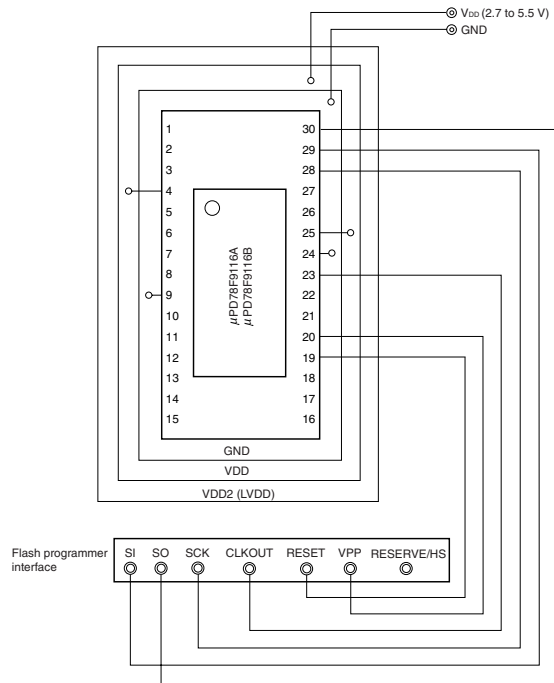 VDD (2.7 to 5.5 V)
GND
1 30
2 29
3 28
4 27
5 26
6 25
7 24
8 23
9 22
10 21
11 20
12 19
13 18
14 17
15 16
μPD78F9116A
μPD78F9116B
GND
VDD
VDD2 (LVDD)
Flash programmer
interface
SI SO SCK CLKOUT RESET VPP RESERVE/HS